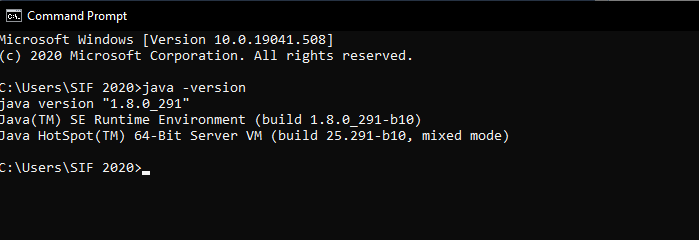 Command Prompt
Microsoft Windows [Version 10.0.19041.508]
(c) 2020 Microsoft Corporation. All rights reserved.
C:\Users\SIF 2020>java -version
java version "1.8.0_291"
Java(TM) SE Runtime Environment (build 1.8.0_291-b10)
Java HotSpot(TM) 64-Bit Server VM (build 25.291-b10, mixed mode)
C:\Users\SIF 2020>